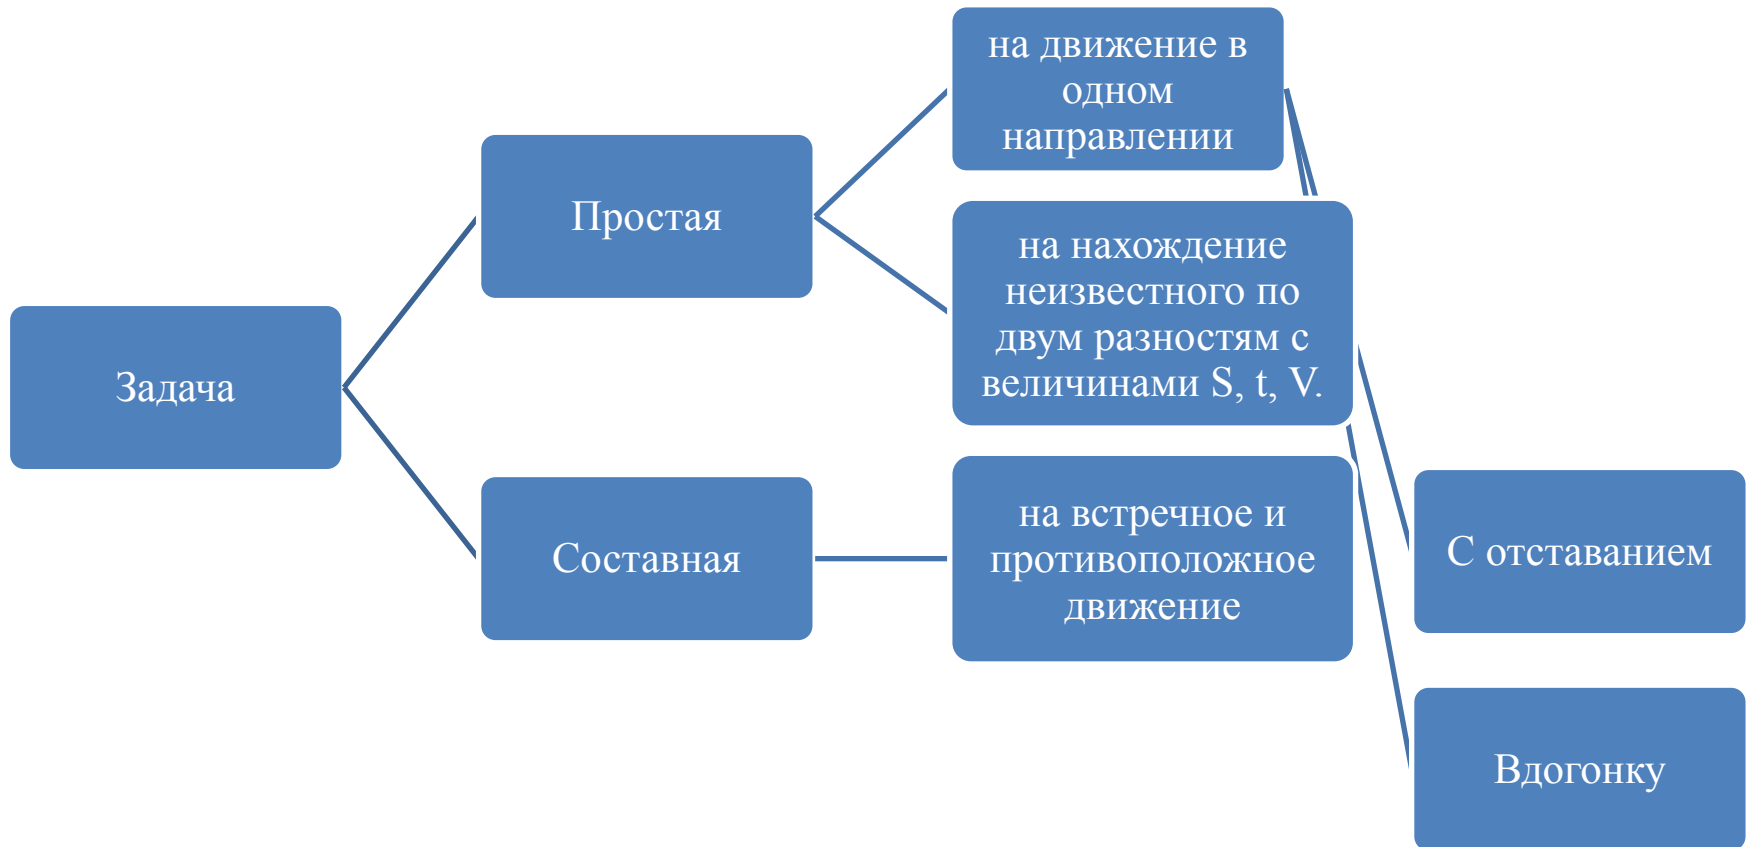 Задача
Простая
Составная
на движение в
одном
направлении
на нахождение
неизвестного по
двум разностям с
величинами S, t, V.
на встречное и
противоположное
движение
С отставанием
Вдогонку